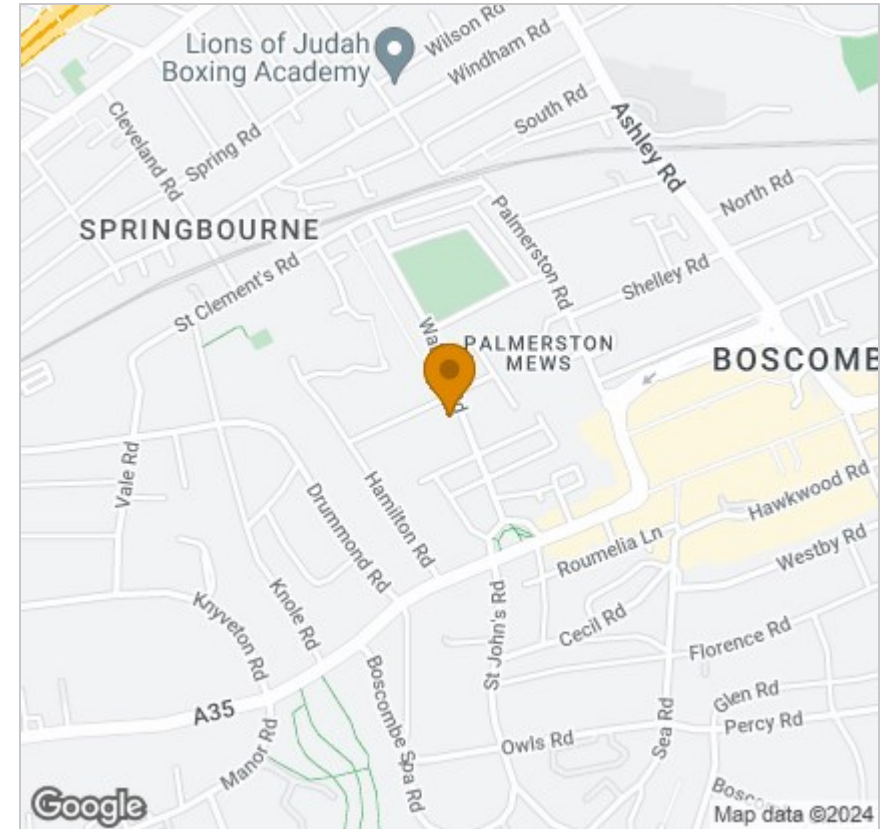 Lions of Judah
Boxing Academy
Wilson Rd
Windham Rd
South Rd
Ashley Rd
Cleveland Rd
Spring Rd
North Rd
SPRINGBOURNE
Palmerston Rd
St Clement's Rd
Shelley Rd
PALMERSTON
MEWS
BOSCOMBE
Vale Rd
Hamilton Rd
Drummond Rd
Hawkwood Rd
Roumelia Ln
Westby Rd
Knyveton Rd
Knole Rd
St John's Rd
Cecil Rd
Florence Rd
Boscombe Spa Rd
Glen Rd
A35
Sea Rd
Percy Rd
Manor Rd
Owls Rd
Google
Map data ©2024